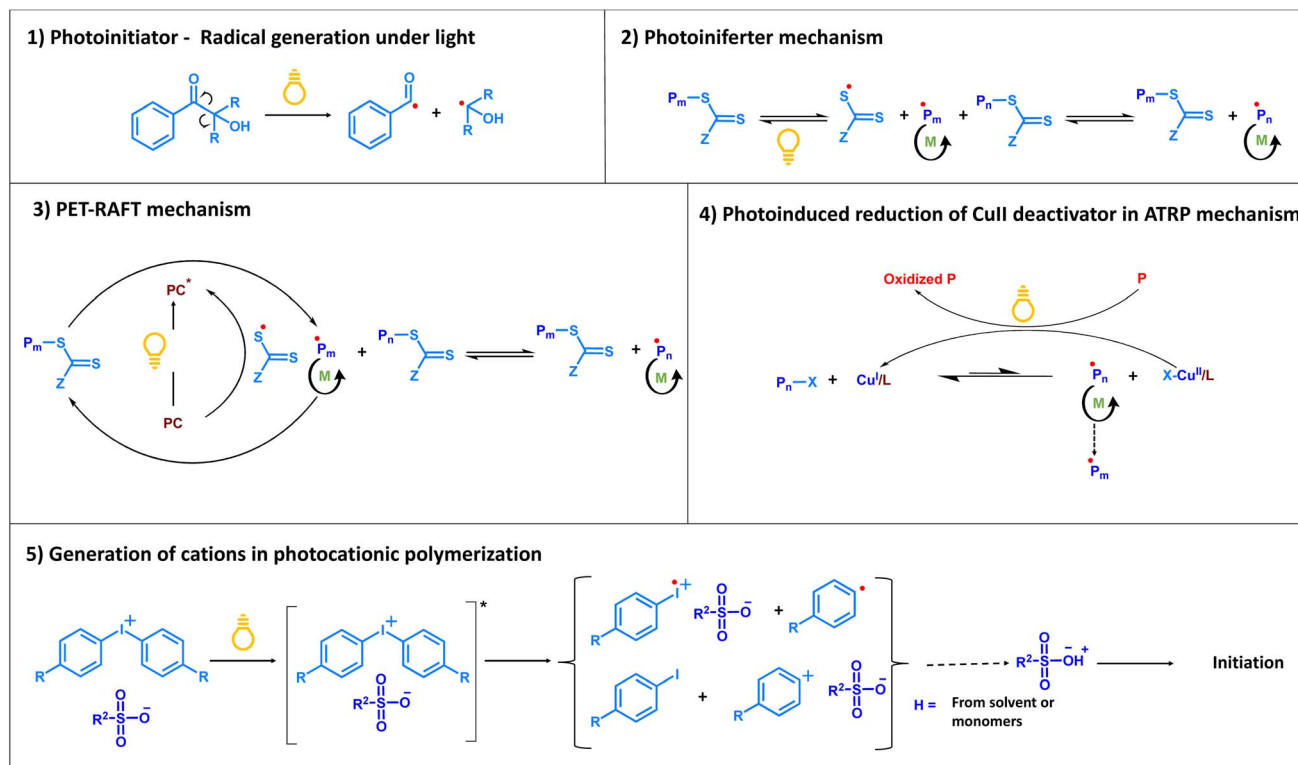 1) Photoinitiator - Radical generation under light
O
R
OH
R
O
+
R
OH
R
2) Photoiniferter mechanism
Pm S
S
Z
S
S
Z
+ Pm
M
+ Pn S
S
Z
Pm S
S
Z
+ Pn
M
3) PET-RAFT mechanism
PC*
Pm S
S
Z
PC
S
S
Z
Pm
M
+ Pn S
S
Z
Pm S
S
Z
+ Pn
M
4) Photoinduced reduction of CuII deactivator in ATRP mechanism
Oxidized P
P
Pn—X + CuI/L
Pn + X-CuII/L
M
Pm
5) Generation of cations in photocationic polymerization
I+
R R
O
R2-S-O-
O
I+
R R
O
R2-S-O-
O
*
I+
R
O
R2-S-O-
O
+
R
I
R
+
+
R
O
R2-S-O-
O
O
R2-S-OH
O
- +
H = From solvent or
monomers
Initiation